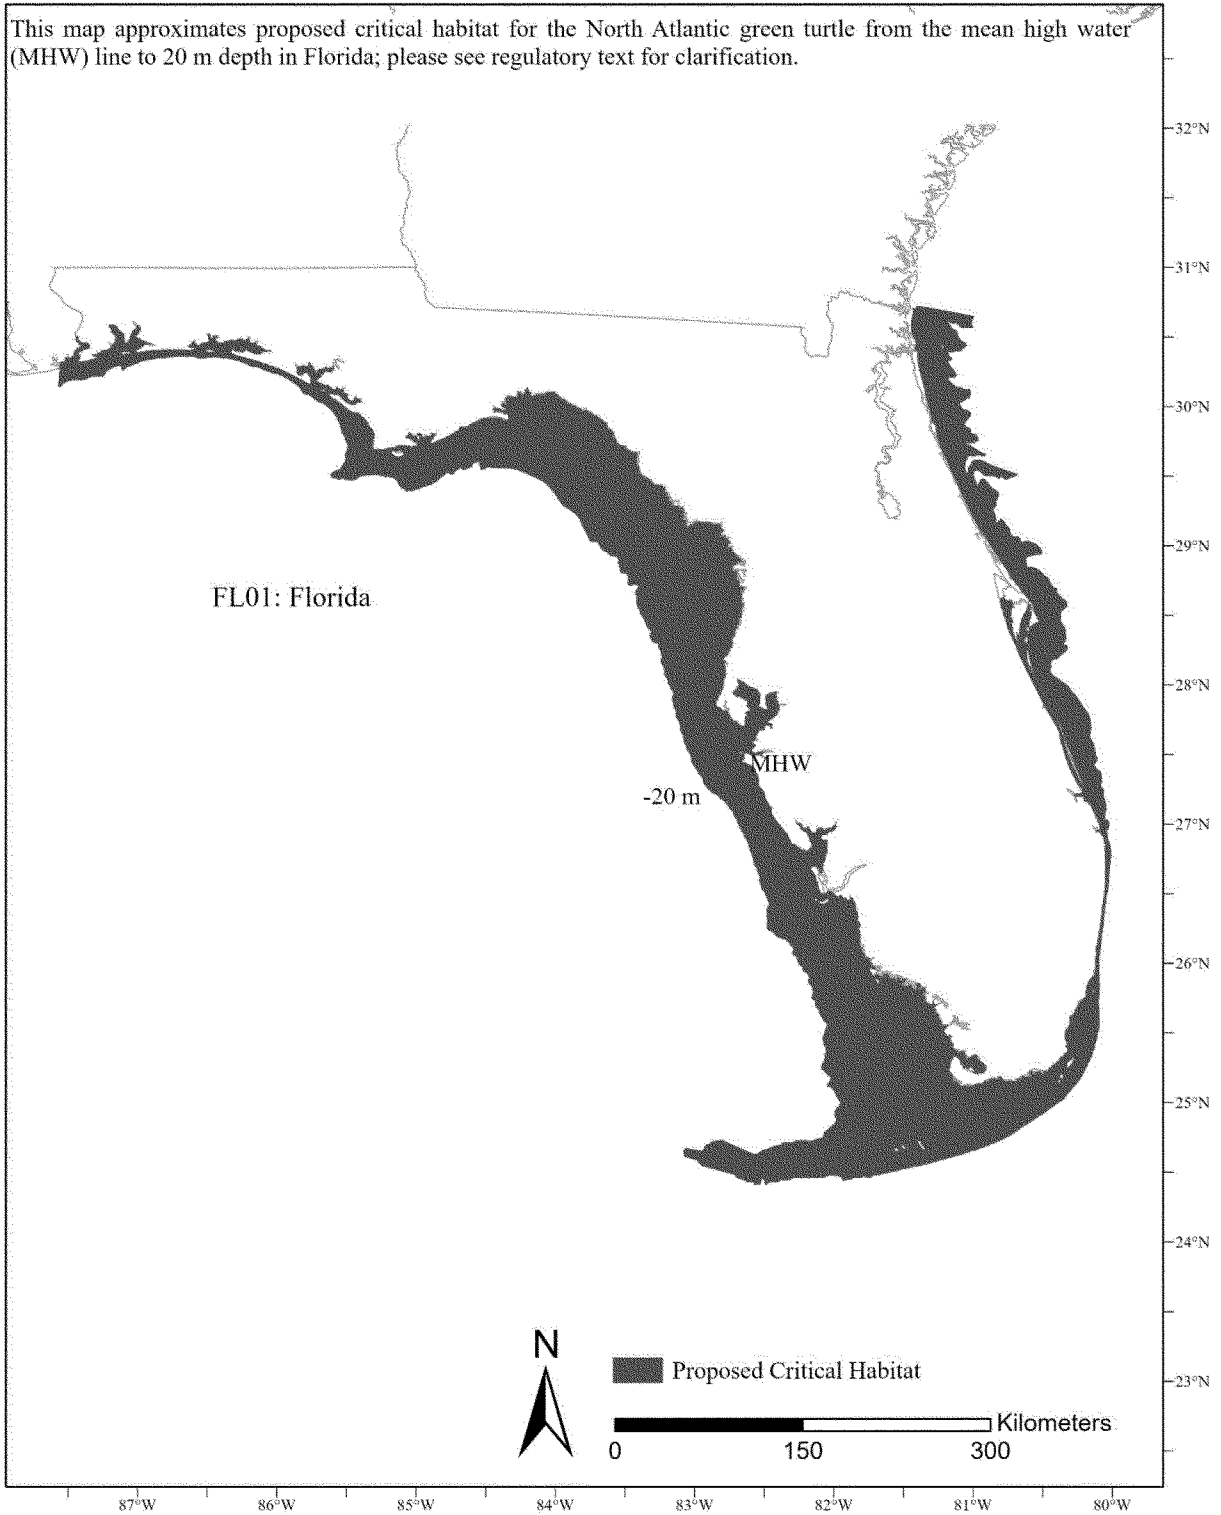 This map approximates proposed critical habitat for the North Atlantic green turtle from the mean high water
(MHW) line to 20 m depth in Florida; please see regulatory text for clarification.
32°N
31°N
30°N
29°N
FL01: Florida
28°N
MHW
-20 m
27°N
26°N
25°N
24°N
N
Proposed Critical Habitat
23°N
Kilometers
0 150 300
87°W 86°W 85°W 84°W 83°W 82°W 81°W 80°W